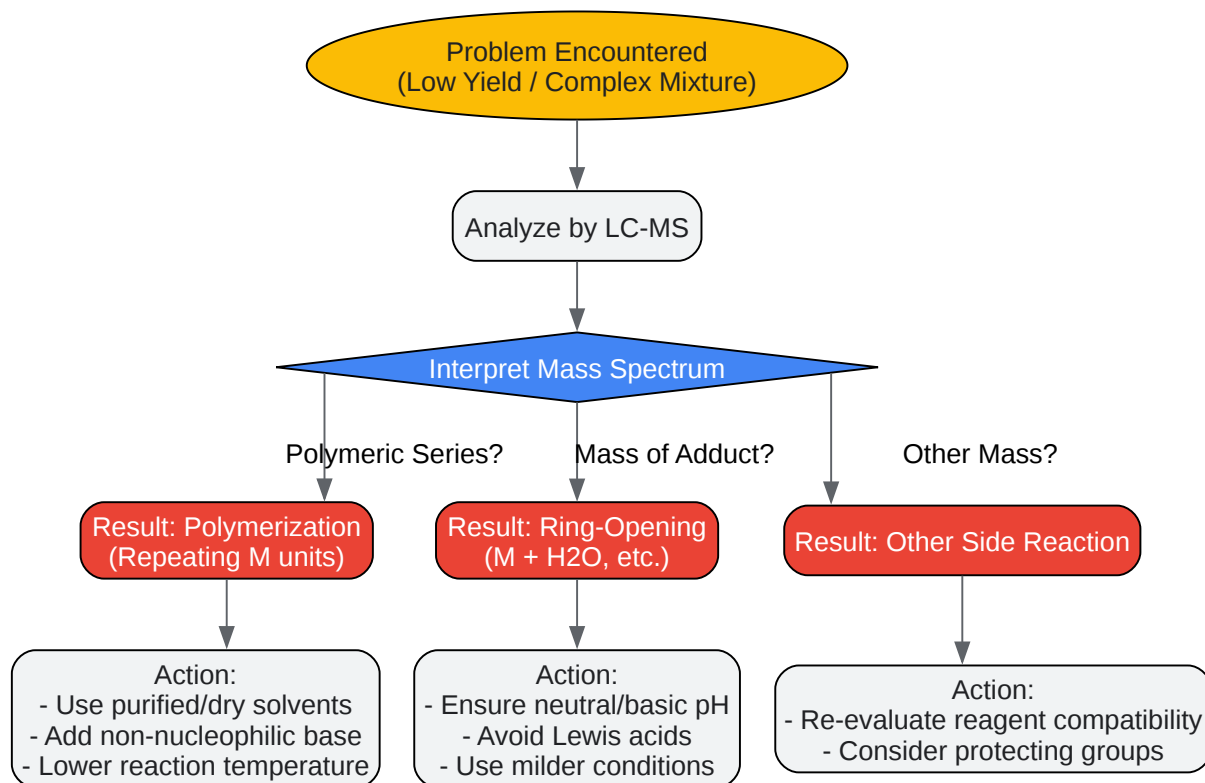 Problem Encountered
(Low Yield / Complex Mixture)
Analyze by LC-MS
Interpret Mass Spectrum
Polymeric Series?
Mass of Adduct?
Other Mass?
Result: Polymerization
(Repeating M units)
Result: Ring-Opening
(M + H2O, etc.)
Result: Other Side Reaction
Action:
- Use purified/dry solvents
- Add non-nucleophilic base
- Lower reaction temperature
Action:
- Ensure neutral/basic pH
- Avoid Lewis acids
- Use milder conditions
Action:
- Re-evaluate reagent compatibility
- Consider protecting groups